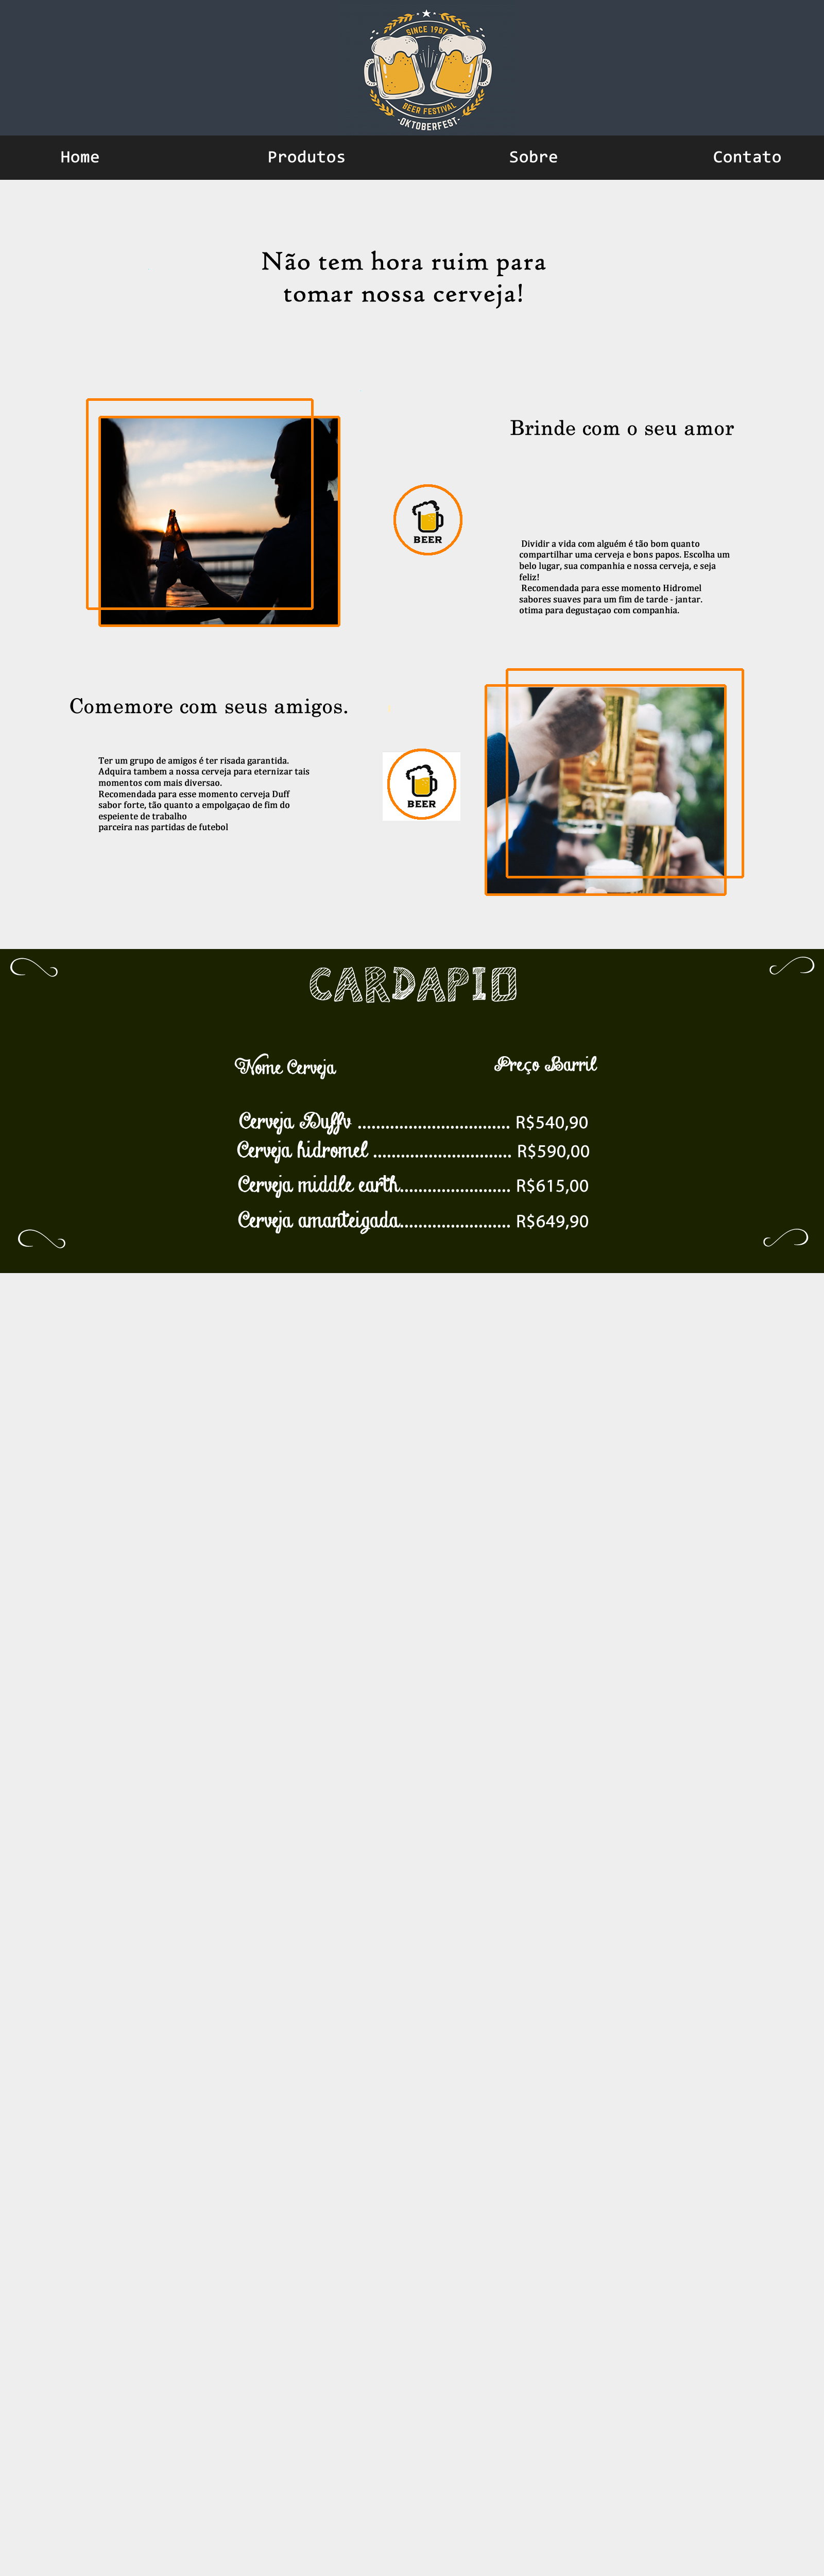 SINCE 1987
BEER FESTIVAL
-OKTOBERFEST-
Home Produtos Sobre Contato
Não tem hora ruim para
tomar nossa cerveja!
Brinde com o seu amor
BEER
Dividir a vida com alguém é tão bom quanto
compartilhar uma cerveja e bons papos. Escolha um
belo lugar, sua companhia e nossa cerveja, e seja
feliz!
Recomendada para esse momento Hidromel
sabores suaves para um fim de tarde - jantar.
otima para degustaçao com companhia.
Comemore com seus amigos.
Ter um grupo de amigos é ter risada garantida.
Adquira tambem a nossa cerveja para eternizar tais
momentos com mais diversao.
Recomendada para esse momento cerveja Duff
sabor forte, tão quanto a empolgaçao de fim do
espeiente de trabalho
parceira nas partidas de futebol
BEER
CARDAPIO
Nome Cerveja Preço Barril
Cerveja Duffv ................................. R$540,90
Cerveja hidromel .............................. R$590,00
Cerveja middle earth........................ R$615,00
Cerveja amanteigada........................ R$649,90